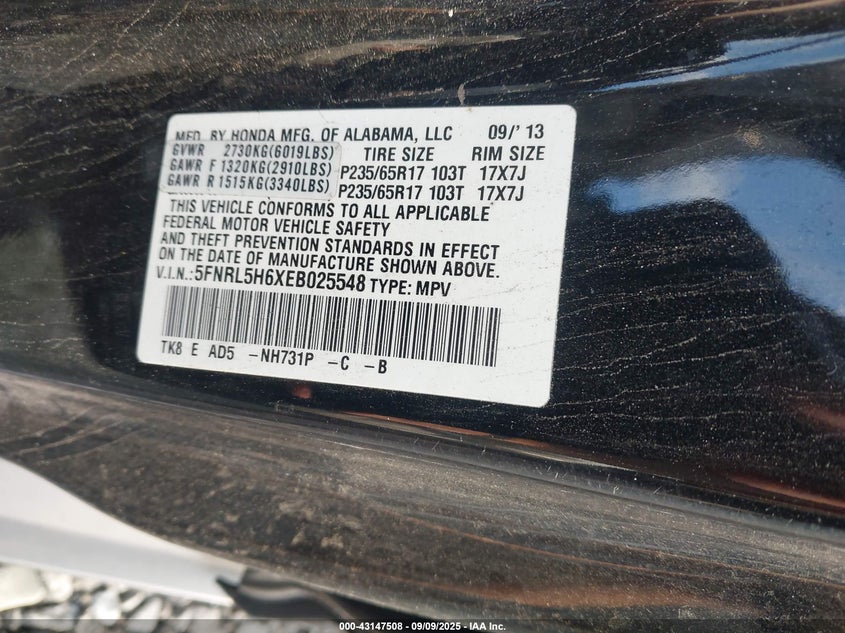 MFD. BY HONDA MFG. OF ALABAMA, LLC 09/' 13
GVWR 2730KG(6019LBS) TIRE SIZE RIM SIZE
GAWR F 1320KG(2910LBS) P235/65R17 103T 17X7J
GAWR R 1515KG(3340LBS) P235/65R17 103T 17X7J
THIS VEHICLE CONFORMS TO ALL APPLICABLE
FEDERAL MOTOR VEHICLE SAFETY
AND THEFT PREVENTION STANDARDS IN EFFECT
ON THE DATE OF MANUFACTURE SHOWN ABOVE.
V.I.N.: 5FNRL5H6XEB025548 TYPE: MPV
TK8 E AD5 -NH731P -C -B
000-43147508 - 09/09/2025 - IAA Inc.